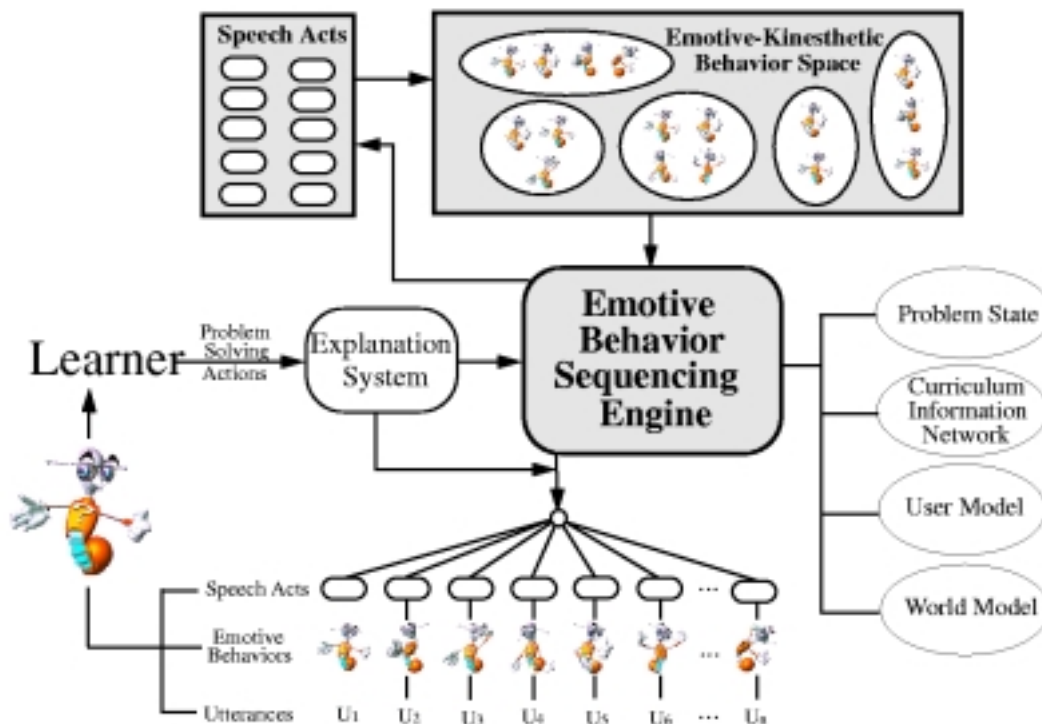 Speech Acts
Emotive-Kinesthetic
Behavior Space
Emotive
Behavior
Sequencing
Engine
Learner
Problem
Solving
Actions
Explanation
System
Problem State
Curriculum
Information
Network
User Model
World Model
Speech Acts
...
Emotive
Behaviors
...
Utterances U1 U2 U3 U4 U5 U6 ...